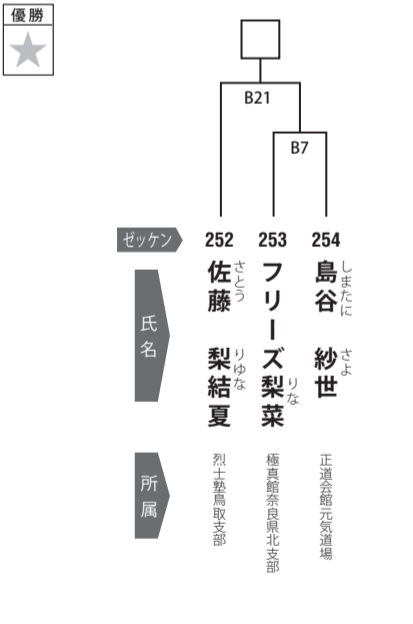 優勝
B21
B7
ゼッケン
252
253
254
氏名
佐藤 梨結夏
さとう りゆな
フリーズ梨菜
りな
島谷 紗世
しまたに さよ
所属
烈士塾鳥取支部
極真館奈良県北支部
正道会館元気道場